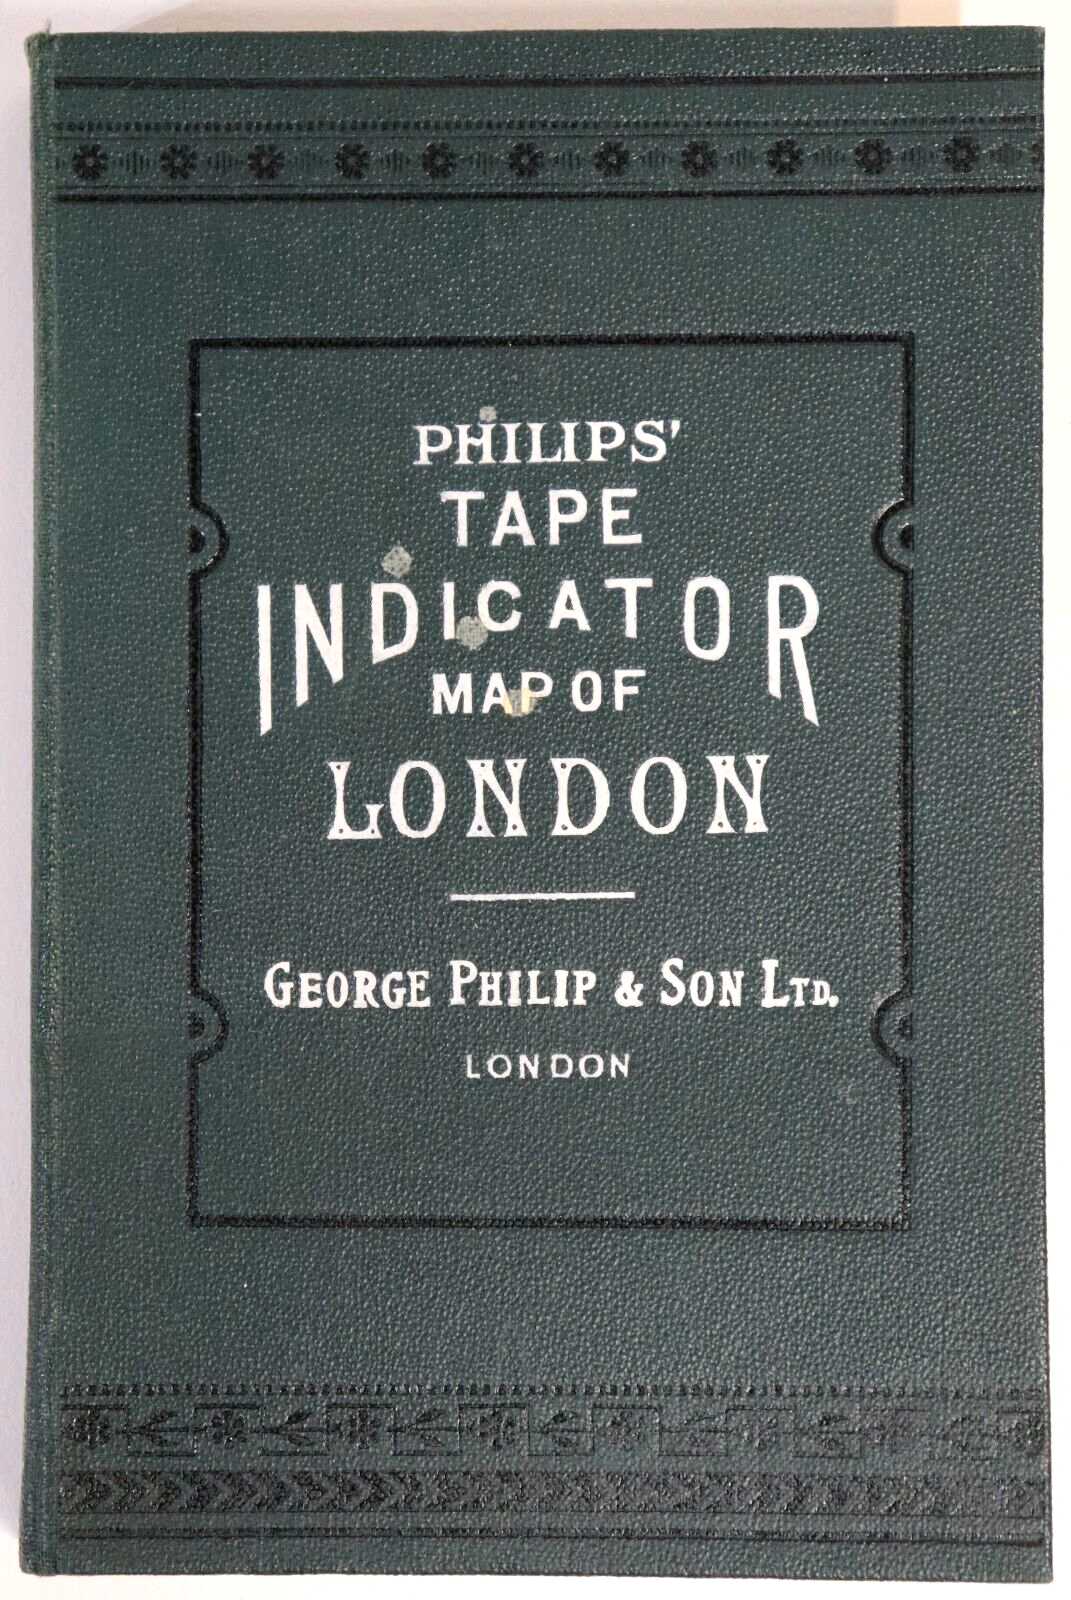 PHILIPS'
TAPE
INDICATOR
MAP OF
LONDON
GEORGE PHILIP & SON LTD.
LONDON